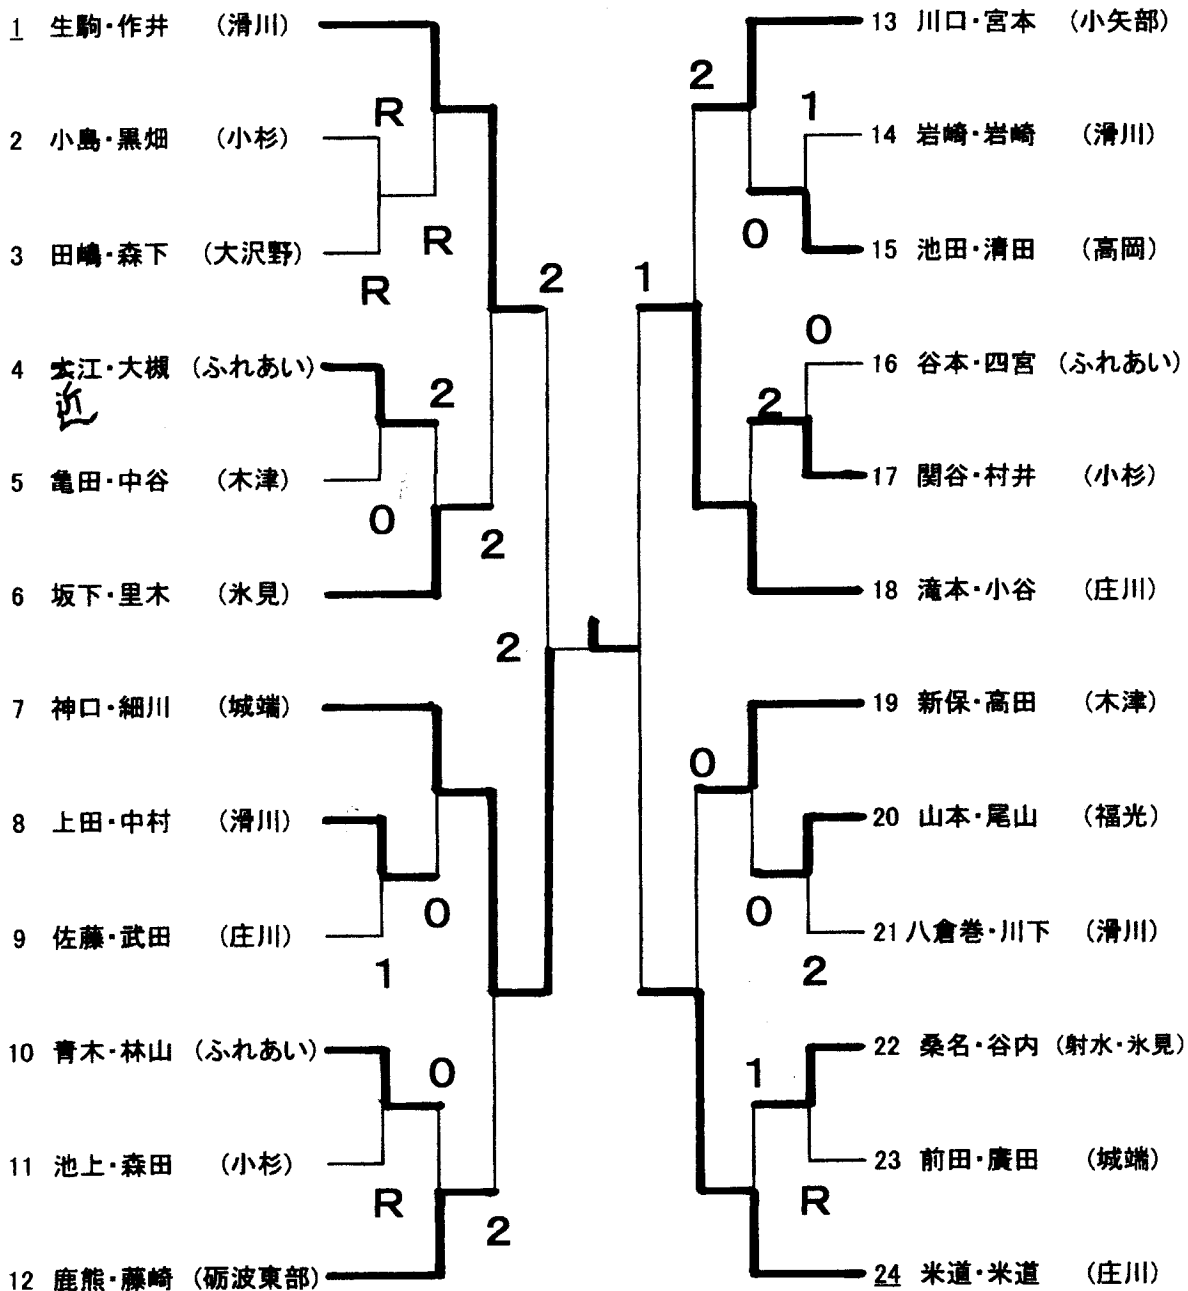 1 生駒・作井 (滑川)
R
2 小島・黒畑 (小杉)
R
3 田嶋・森下 (大沢野)
R
2
4 大江・大槻 (ふれあい)
近
2
5 亀田・中谷 (木津)
0
2
6 坂下・里木 (氷見)
2
7 神口・細川 (城端)
8 上田・中村 (滑川)
0
9 佐藤・武田 (庄川)
1
10 青木・林山 (ふれあい)
0
11 池上・森田 (小杉)
R
2
12 鹿熊・藤崎 (砺波東部)
13 川口・宮本 (小矢部)
2
1
14 岩崎・岩崎 (滑川)
0
15 池田・清田 (高岡)
1
0
16 谷本・四宮 (ふれあい)
2
17 関谷・村井 (小杉)
18 滝本・小谷 (庄川)
19 新保・高田 (木津)
0
20 山本・尾山 (福光)
0
21 八倉巻・川下 (滑川)
2
22 桑名・谷内 (射水・氷見)
1
23 前田・廣田 (城端)
R
24 米道・米道 (庄川)